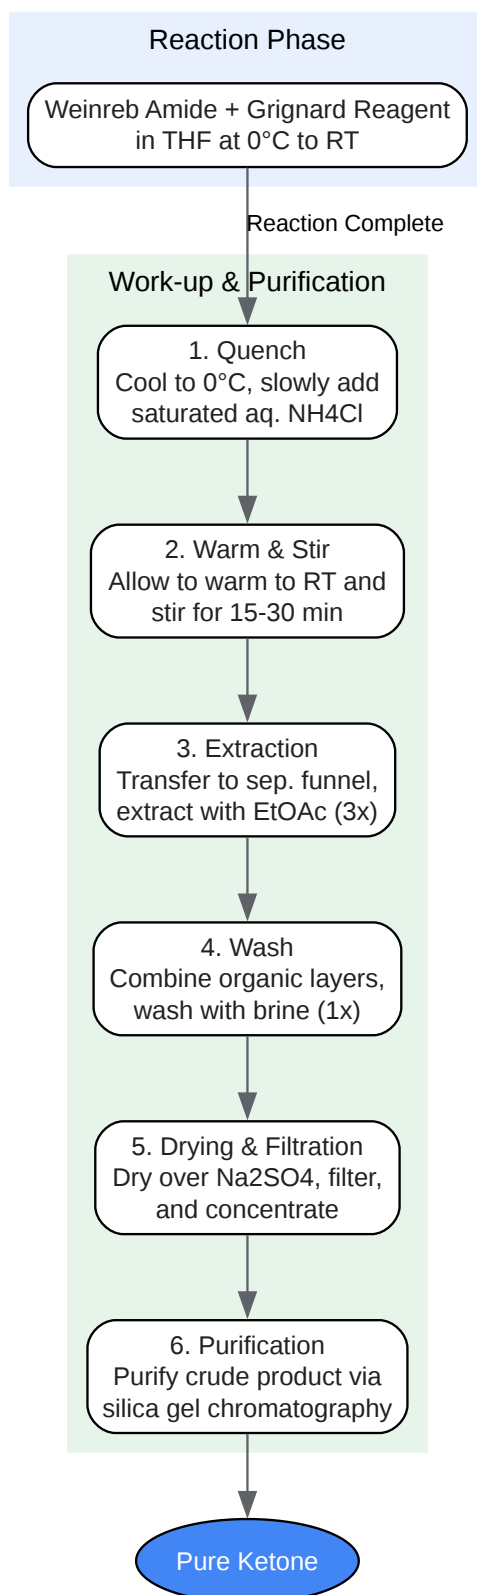 Reaction Phase
Weinreb Amide + Grignard Reagent
in THF at 0°C to RT
Reaction Complete
Work-up & Purification
1. Quench
Cool to 0°C, slowly add
saturated aq. NH4Cl
2. Warm & Stir
Allow to warm to RT and
stir for 15-30 min
3. Extraction
Transfer to sep. funnel,
extract with EtOAc (3x)
4. Wash
Combine organic layers,
wash with brine (1x)
5. Drying & Filtration
Dry over Na2SO4, filter,
and concentrate
6. Purification
Purify crude product via
silica gel chromatography
Pure Ketone